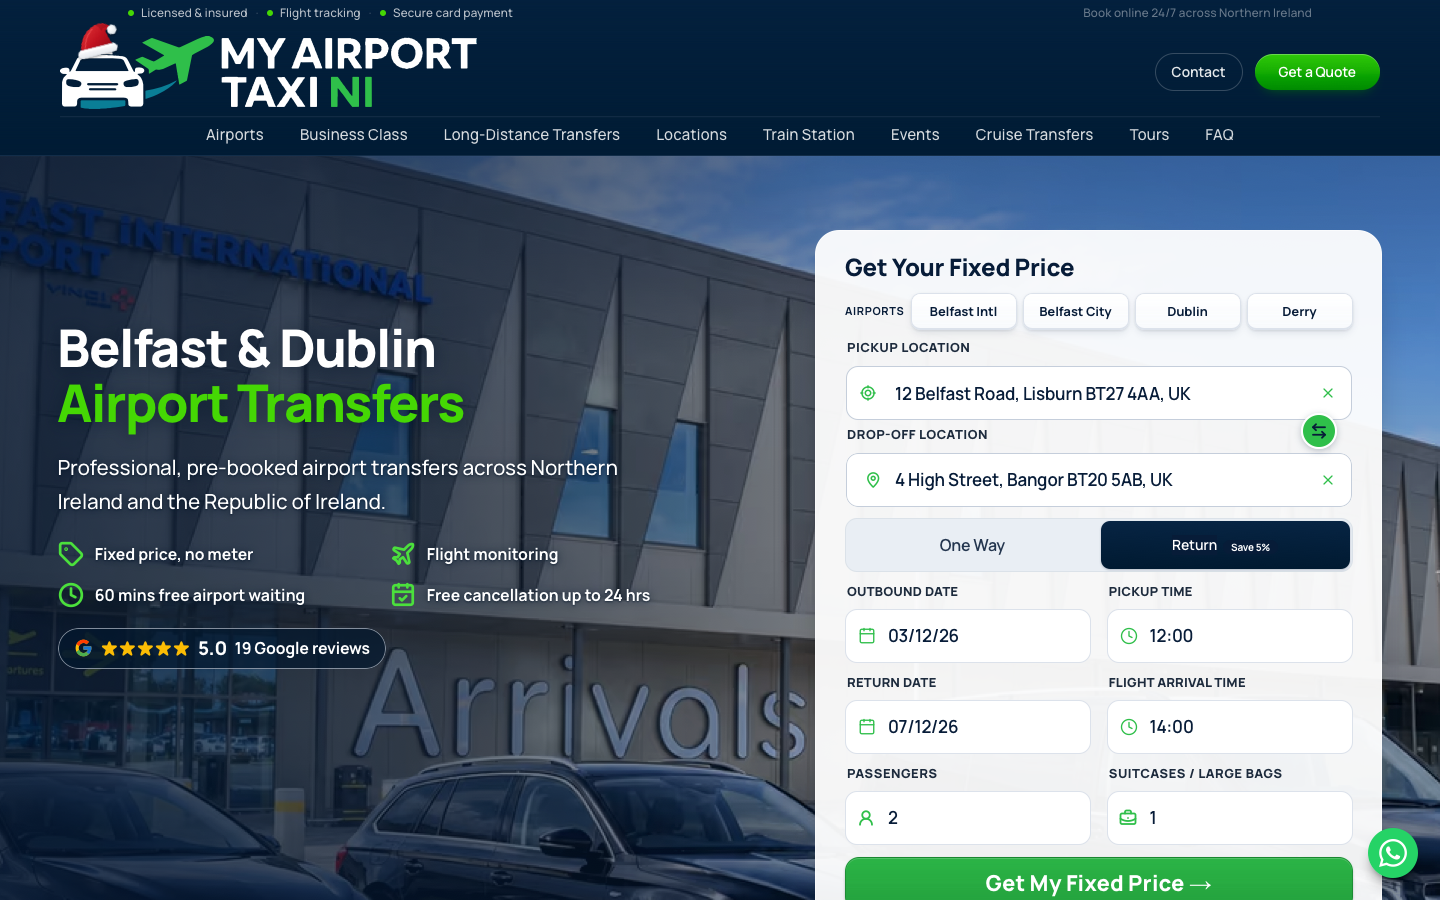 Licensed & insured · Flight tracking · Secure card payment
Book online 24/7 across Northern Ireland
MY AIRPORT
TAXI NI
Contact
Get a Quote
Airports Business Class Long-Distance Transfers Locations Train Station Events Cruise Transfers Tours FAQ
FAST INTERNATIONAL
PORT
Belfast & Dublin
Airport Transfers
Professional, pre-booked airport transfers across Northern
Ireland and the Republic of Ireland.
Fixed price, no meter
Flight monitoring
60 mins free airport waiting
Free cancellation up to 24 hrs
5.0 19 Google reviews
Arrivals
Get Your Fixed Price
AIRPORTS Belfast Intl Belfast City Dublin Derry
PICKUP LOCATION
12 Belfast Road, Lisburn BT27 4AA, UK
DROP-OFF LOCATION
4 High Street, Bangor BT20 5AB, UK
One Way
Return Save 5%
OUTBOUND DATE PICKUP TIME
03/12/26 12:00
RETURN DATE FLIGHT ARRIVAL TIME
07/12/26 14:00
PASSENGERS SUITCASES / LARGE BAGS
2 1
Get My Fixed Price →